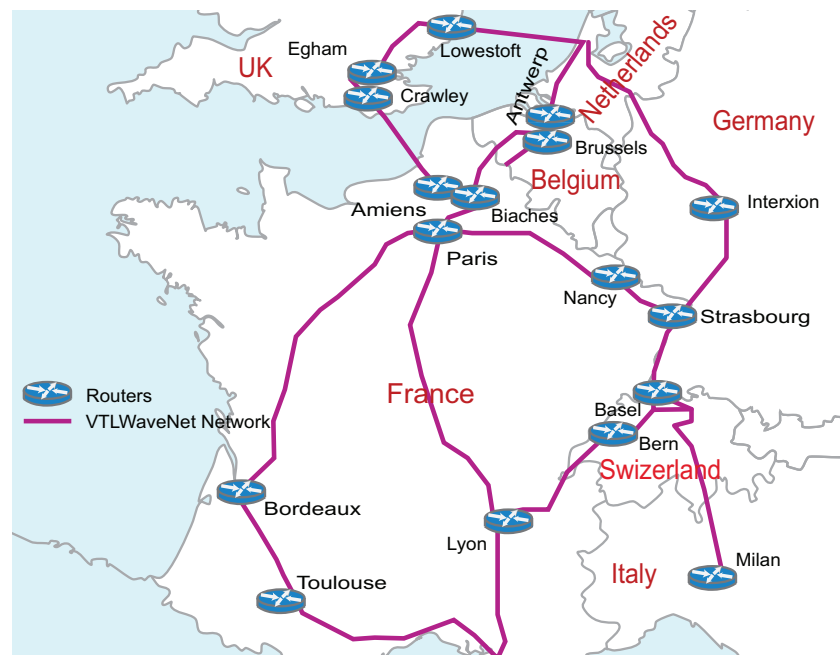 Egham
Lowestoft
UK
Crawley
Antwerp
Netherlands
Germany
Brussels
Belgium
Amiens
Biaches
Interxion
Paris
Nancy
Strasbourg
Routers
France
Basel
VTLWaveNet Network
Bern
Swizerland
Bordeaux
Lyon
Toulouse
Italy
Milan